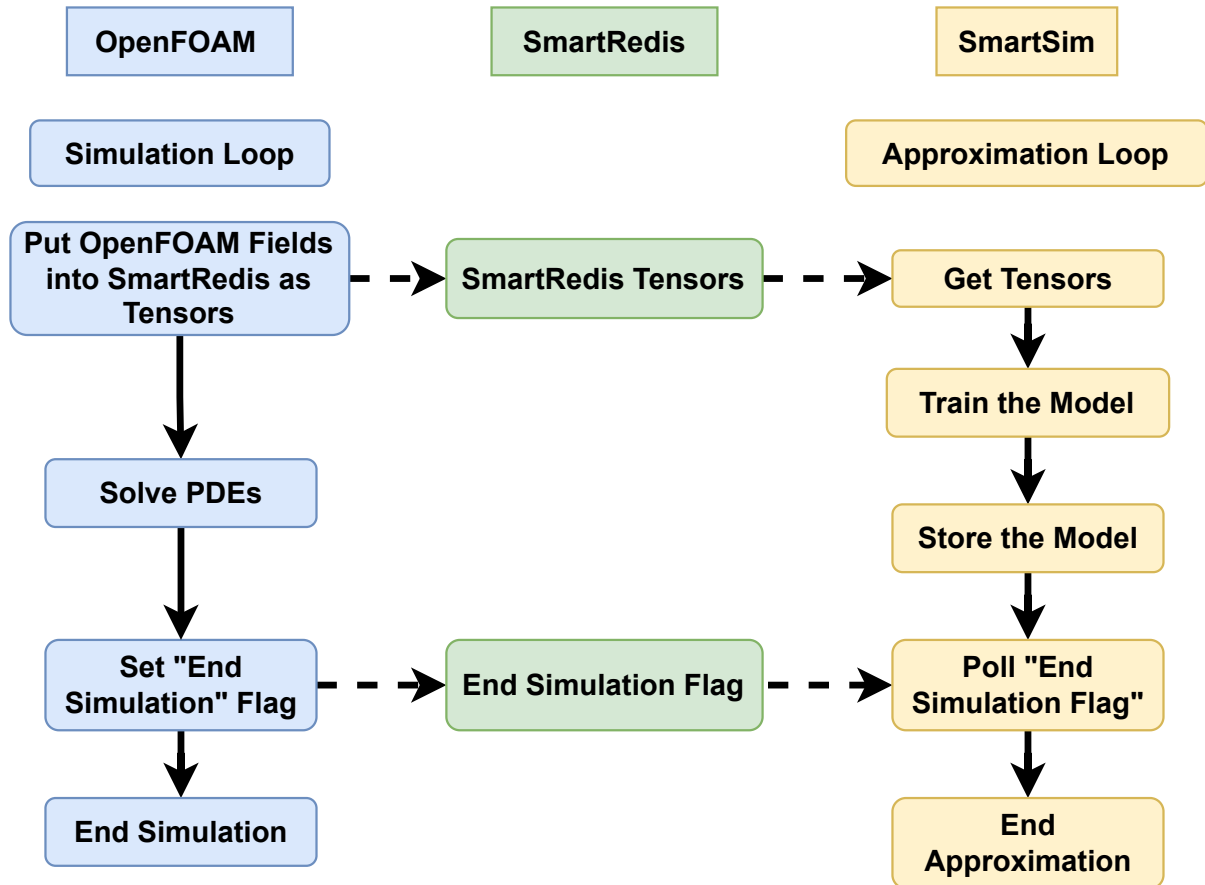 OpenFOAM
SmartRedis
SmartSim
Simulation Loop
Approximation Loop
Put OpenFOAM Fields
into SmartRedis as
Tensors
SmartRedis Tensors
Get Tensors
Train the Model
Solve PDEs
Store the Model
Set "End
Simulation" Flag
End Simulation Flag
Poll "End
Simulation Flag"
End Simulation
End
Approximation